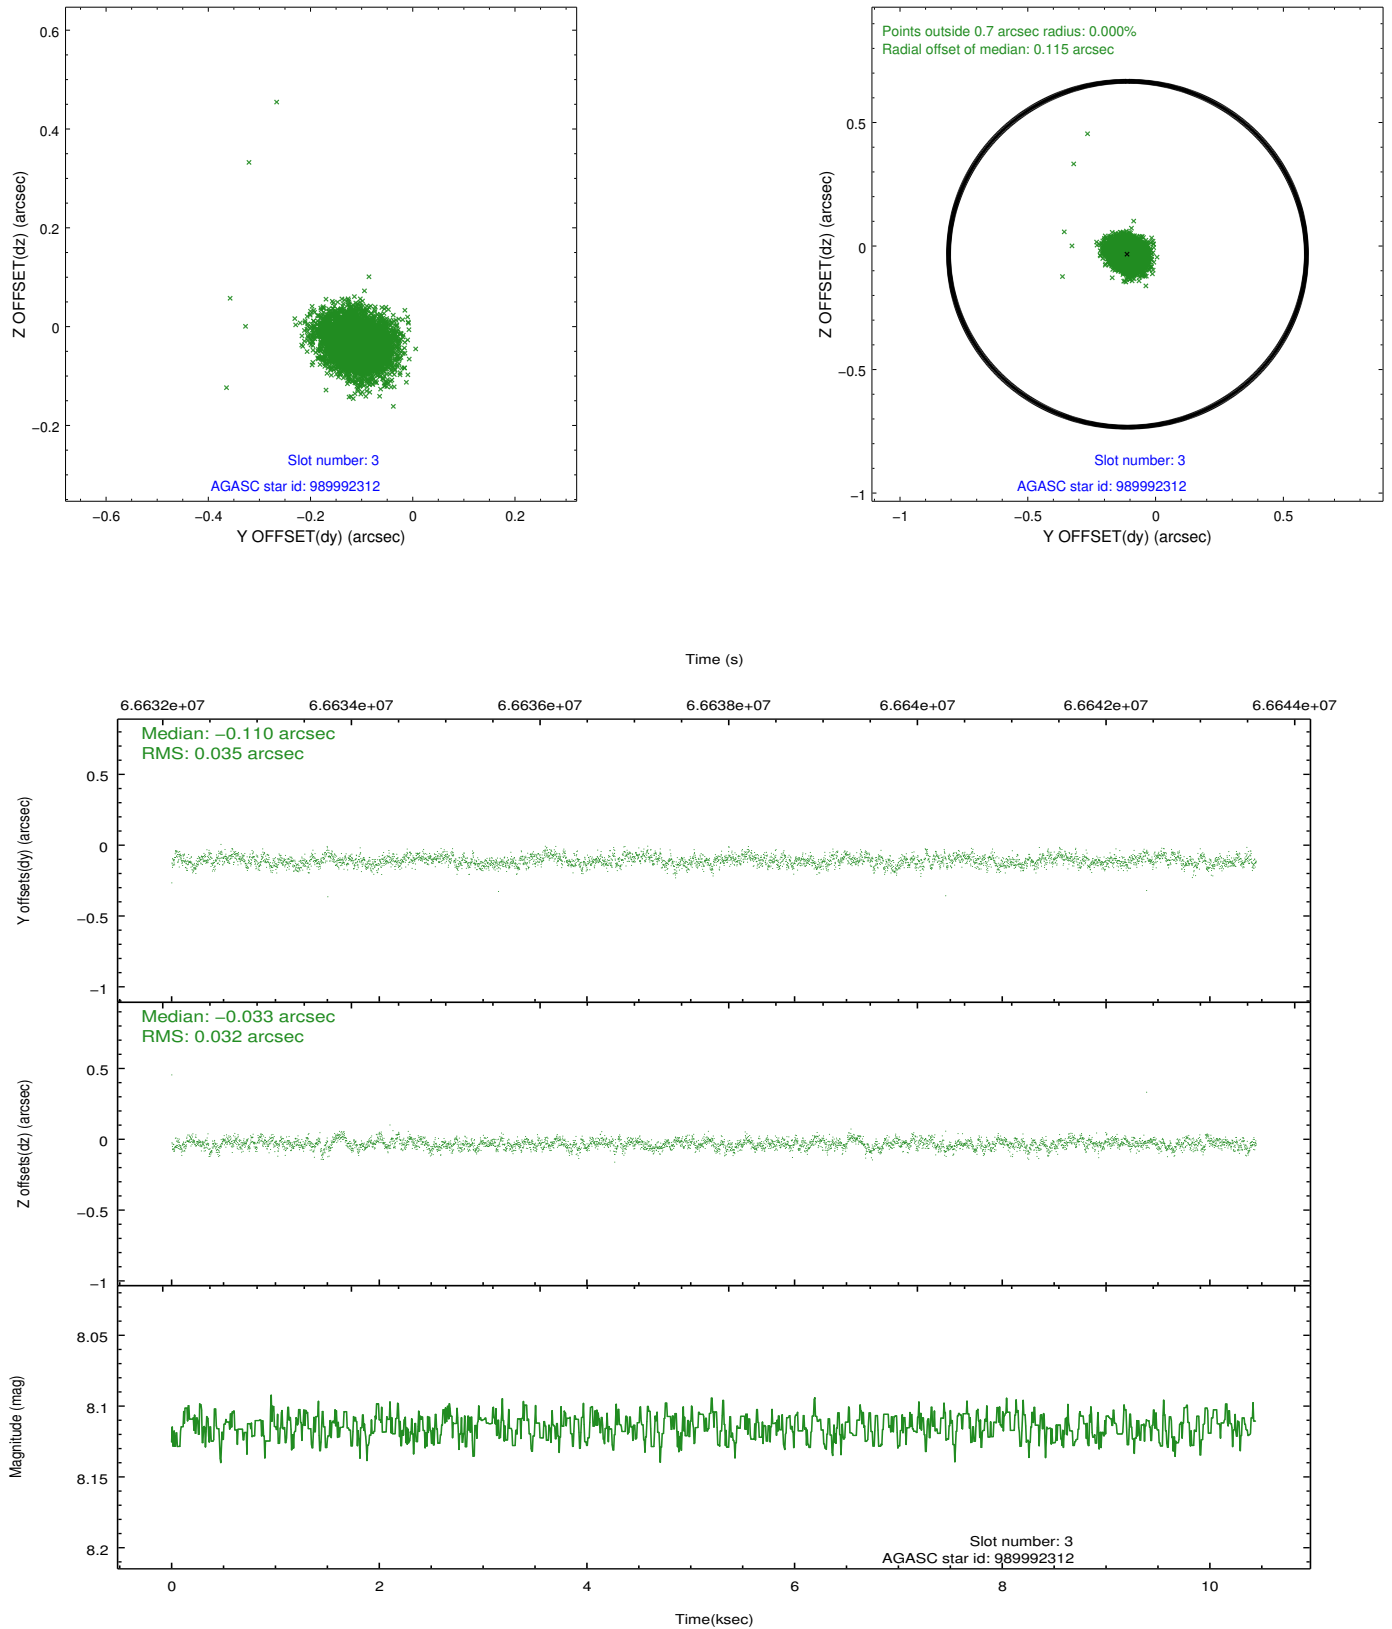 0.6
0.4
0.2
0
−0.2
Z OFFSET(dz) (arcsec)
Slot number: 3
AGASC star id: 989992312
−0.6 −0.4 −0.2 0 0.2
Y OFFSET(dy) (arcsec)
Points outside 0.7 arcsec radius: 0.000%
Radial offset of median: 0.115 arcsec
0.5
0
−0.5
−1
Z OFFSET(dz) (arcsec)
Slot number: 3
AGASC star id: 989992312
−1 −0.5 0 0.5
Y OFFSET(dy) (arcsec)
Time (s)
6.6632e+07 6.6634e+07 6.6636e+07 6.6638e+07 6.664e+07 6.6642e+07 6.6644e+07
Median: −0.110 arcsec
RMS: 0.035 arcsec
0.5
0
−0.5
−1
Y offsets(dy) (arcsec)
Median: −0.033 arcsec
RMS: 0.032 arcsec
0.5
0
−0.5
−1
Z offsets(dz) (arcsec)
8.05
8.1
8.15
8.2
Magnitude (mag)
Slot number: 3
AGASC star id: 989992312
0 2 4 6 8 10
Time(ksec)